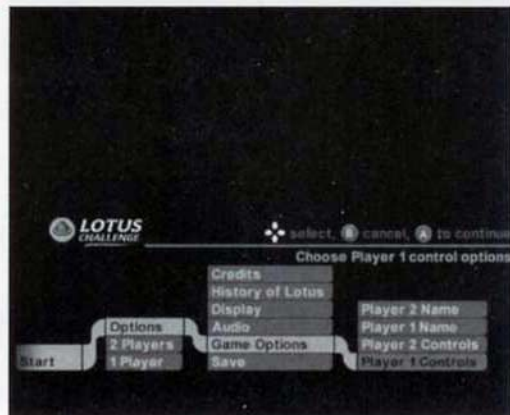 LOTUS
CHALLENGE
select, B cancel, A to continue
Choose Player 1 control options
Credits
History of Lotus
Display
Audio
Game Options
Save
Options
2 Players
1 Player
Start
Player 2 Name
Player 1 Name
Player 2 Controls
Player 1 Controls